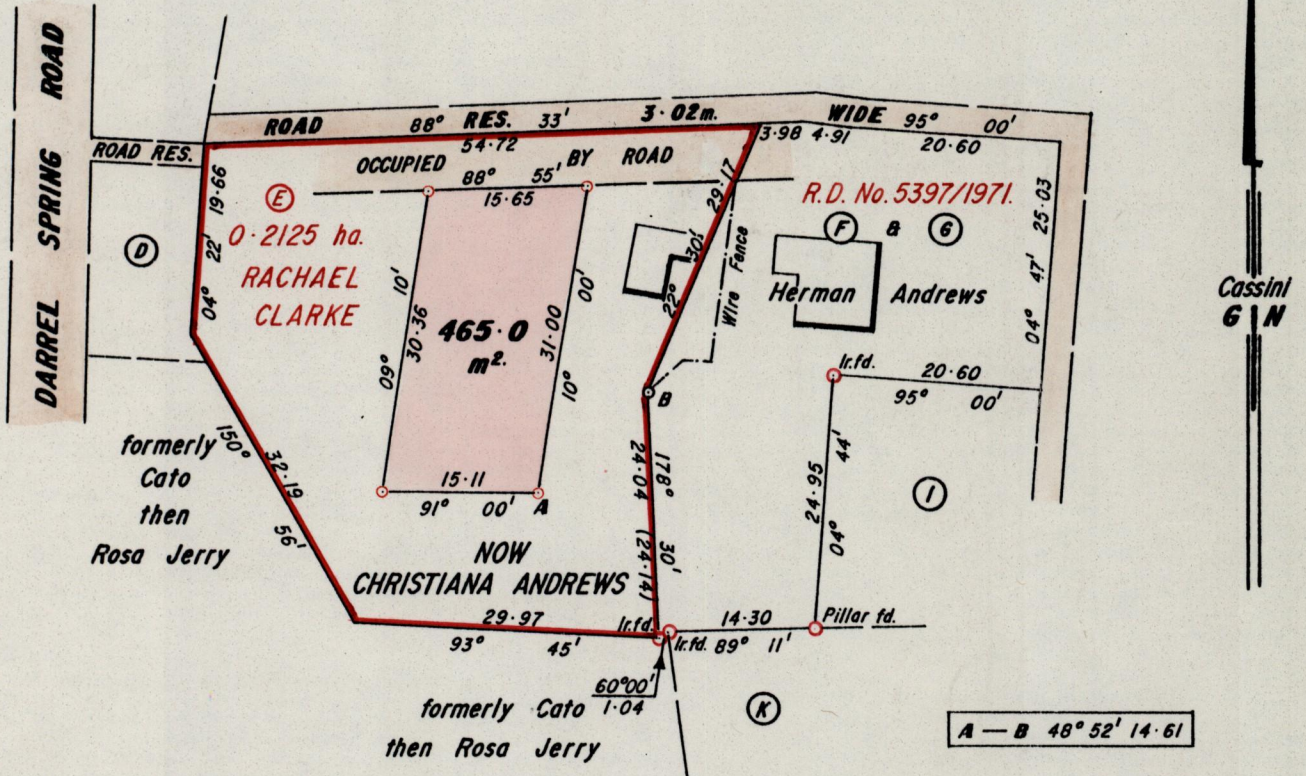 DARREL SPRING ROAD
ROAD RES.
ROAD RES. 3·02m. WIDE
88° 33'
54·72
95° 00'
20·60
3·98 4·91
OCCUPIED BY ROAD
88° 55'
15·65
19·66
04° 22'
E
0·2125 ha.
RACHAEL
CLARKE
D
09° 10'
30·36
465·0
m².
31·00
10° 00'
15·11
91° 00'
A
29·17
22° 30'
Wire Fence
R.D. No. 5397/1971.
F & G
Herman Andrews
04° 47' 25·03
Cassini
G N
B
Ir.fd.
20·60
95° 00'
formerly
Cato
then
Rosa Jerry
150° 56'
32·19
178° 30'
24·04 (24·14)
24·95
04° 44'
I
NOW
CHRISTIANA ANDREWS
29·97
93° 45'
Ir.fd.
Ir.fd.
14·30
89° 11'
Pillar fd.
60°00'
1·04
formerly Cato
then Rosa Jerry
K
A — B 48° 52' 14·61